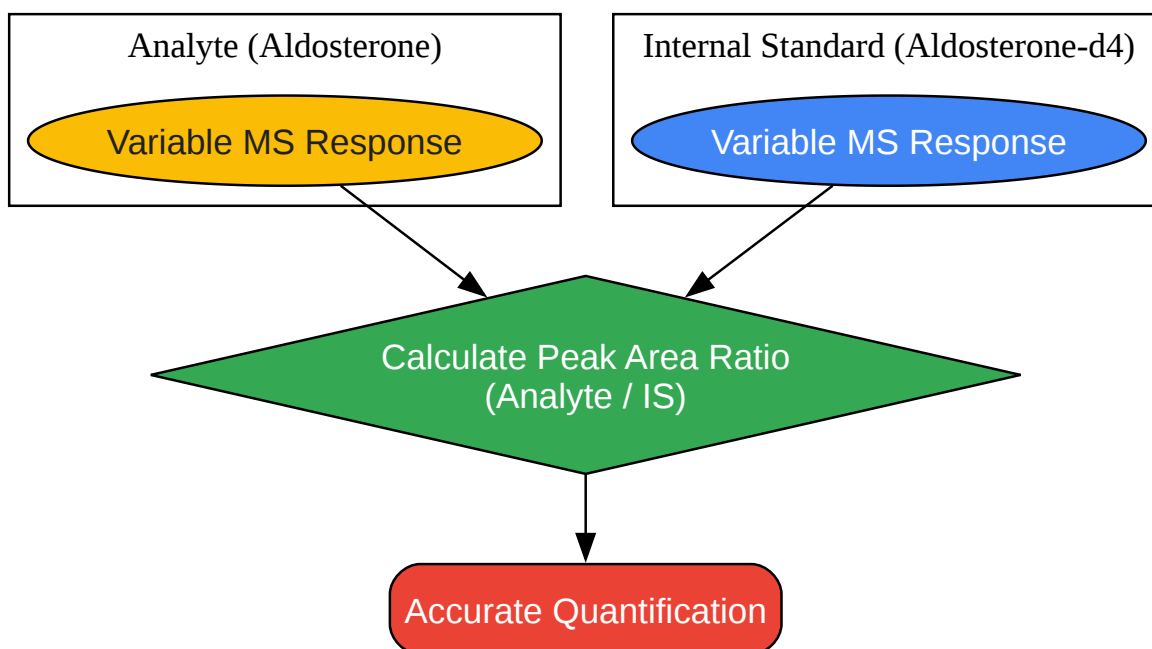 Analyte (Aldosterone)
Internal Standard (Aldosterone-d4)
Variable MS Response
Variable MS Response
Calculate Peak Area Ratio
(Analyte / IS)
Accurate Quantification